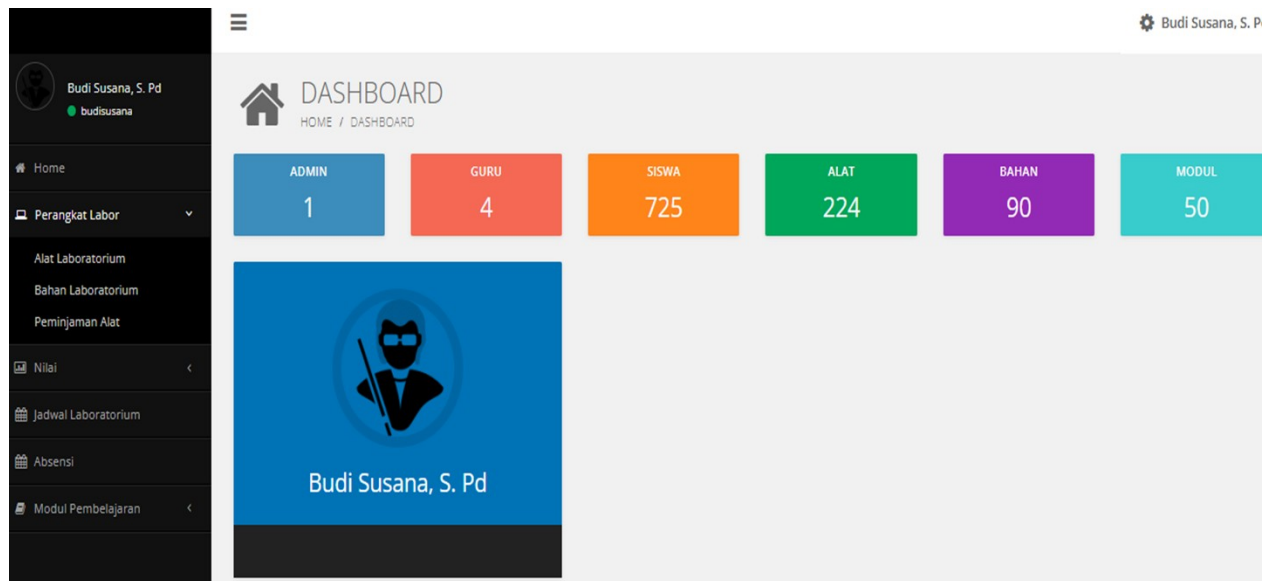 Budi Susana, S. Pd
budisusana
Home
Perangkat Labor
Alat Laboratorium
Bahan Laboratorium
Peminjaman Alat
Nilai
Jadwal Laboratorium
Absensi
Modul Pembelajaran
Budi Susana, S. P
DASHBOARD
HOME / DASHBOARD
ADMIN
1
GURU
4
SISWA
725
ALAT
224
BAHAN
90
MODUL
50
Budi Susana, S. Pd